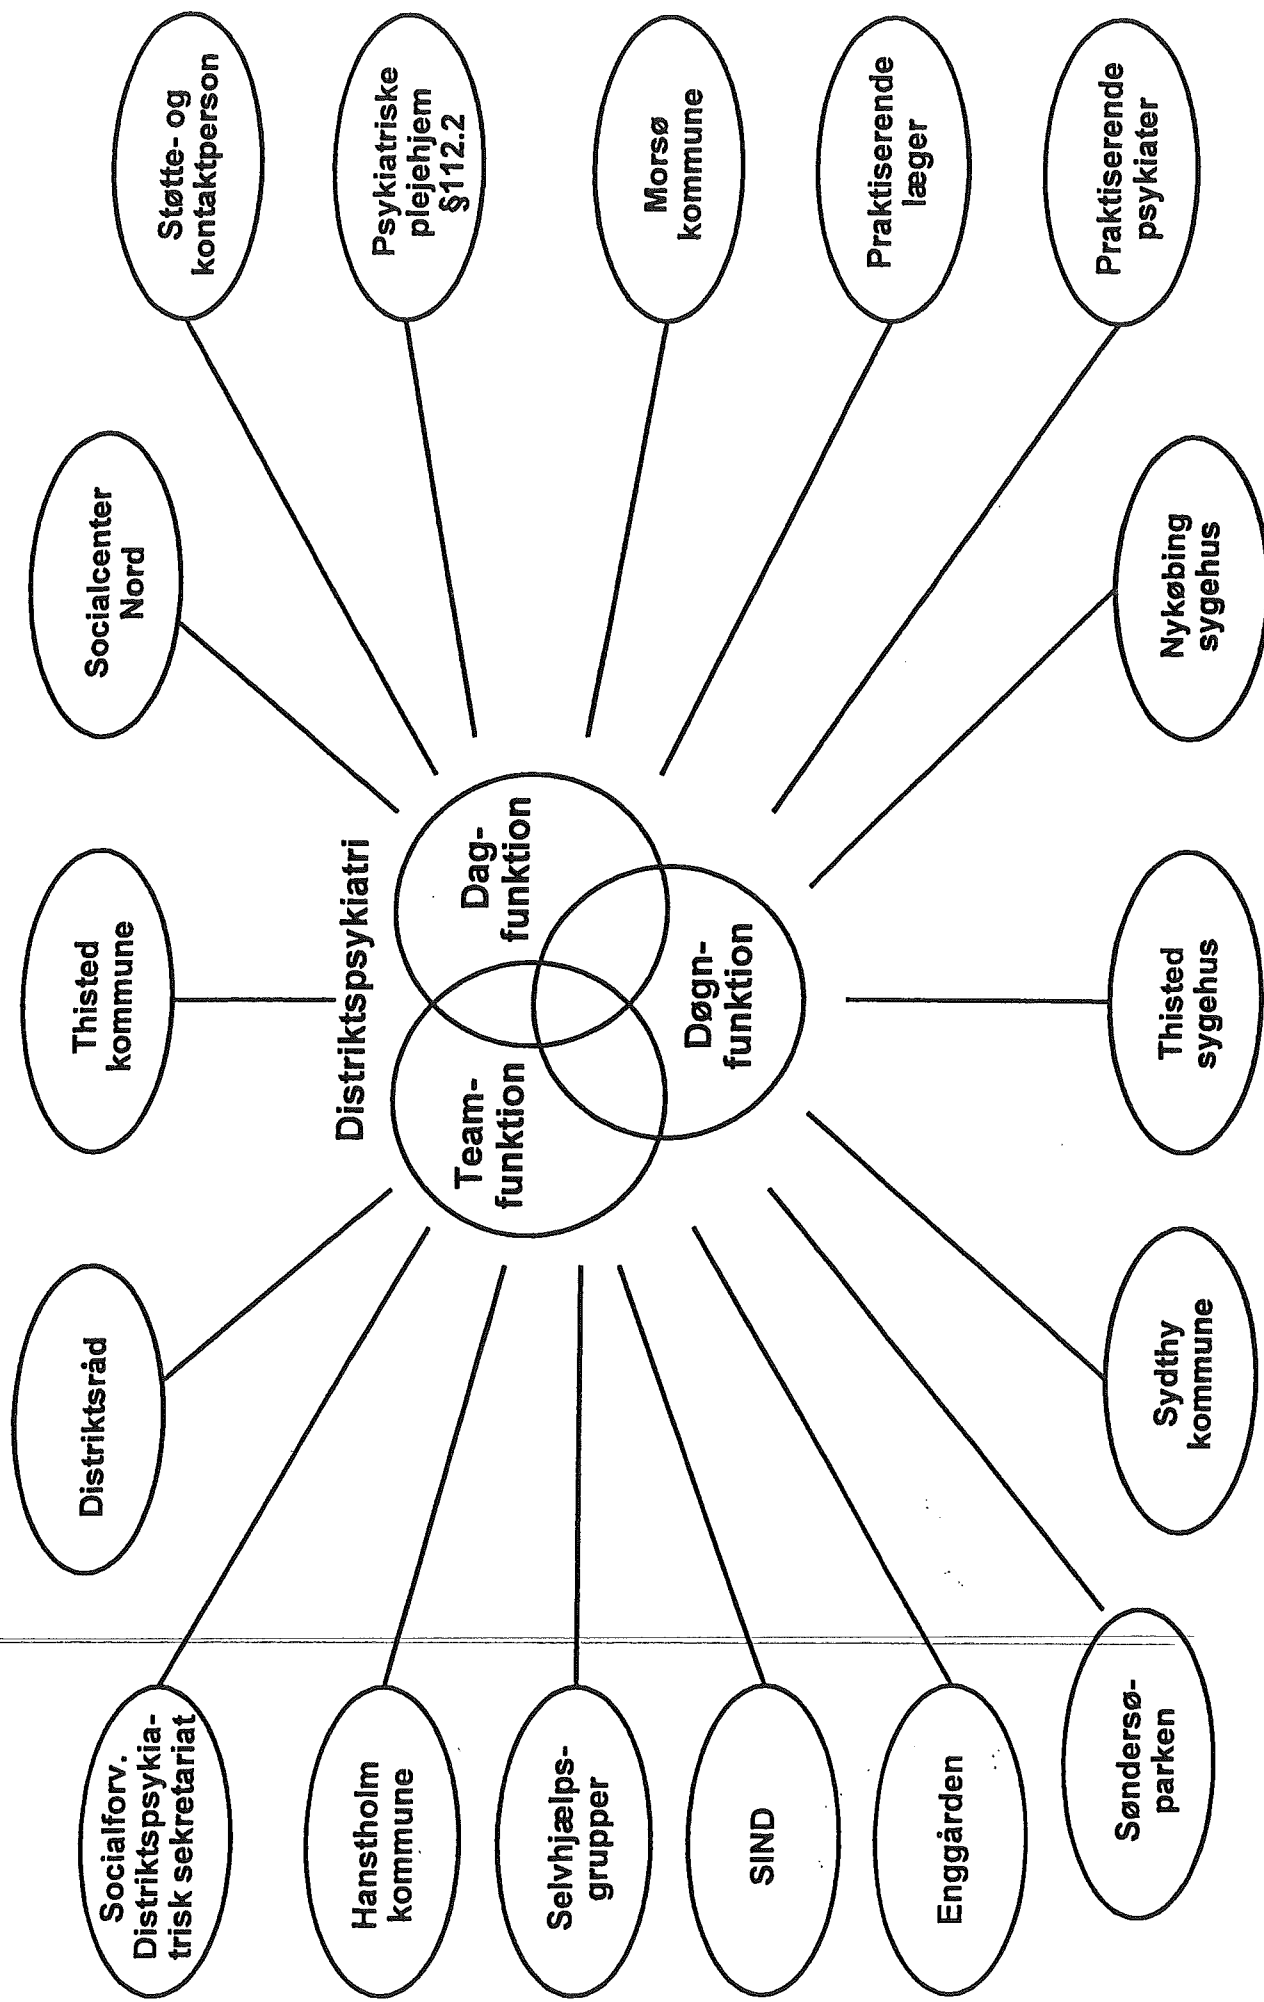 Socialforv.
Distriktspsykia-
trisk sekretariat
Distriktsråd
Thisted
kommune
Socialcenter
Nord
Støtte- og
kontaktperson
Hanstholm
kommune
Psykiatriske
plejehjem
§112.2
Distriktspsykiatri
Team-
funktion
Dag-
funktion
Døgn-
funktion
Selvhjælps-
grupper
Morsø
kommune
SIND
Praktiserende
læger
Enggården
Praktiserende
psykiater
Søndersø-
parken
Sydthy
kommune
Thisted
sygehus
Nykøbing
sygehus